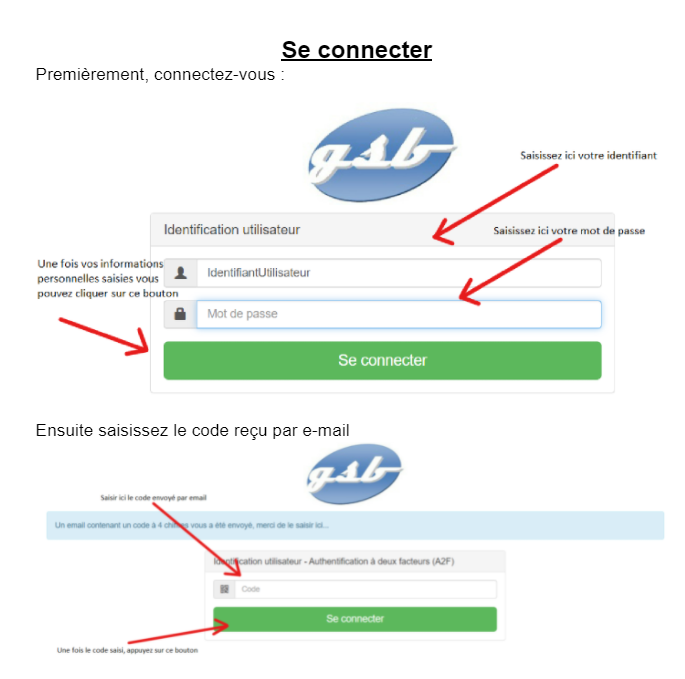 Se connecter
Premièrement, connectez-vous :
gsb
Saisissez ici votre identifiant
Identification utilisateur
Saisissez ici votre mot de passe
Une fois vos informations
personnelles saisies vous
pouvez cliquer sur ce bouton
IdentifiantUtilisateur
Mot de passe
Se connecter
Ensuite saisissez le code reçu par e-mail
gsb
Saisir ici le code envoyé par email
Un email contenant un code à 4 chiffres vous a été envoyé, merci de le saisir ici...
Identification utilisateur - Authentification à deux facteurs (A2F)
Code
Se connecter
Une fois le code saisi, appuyez sur ce bouton